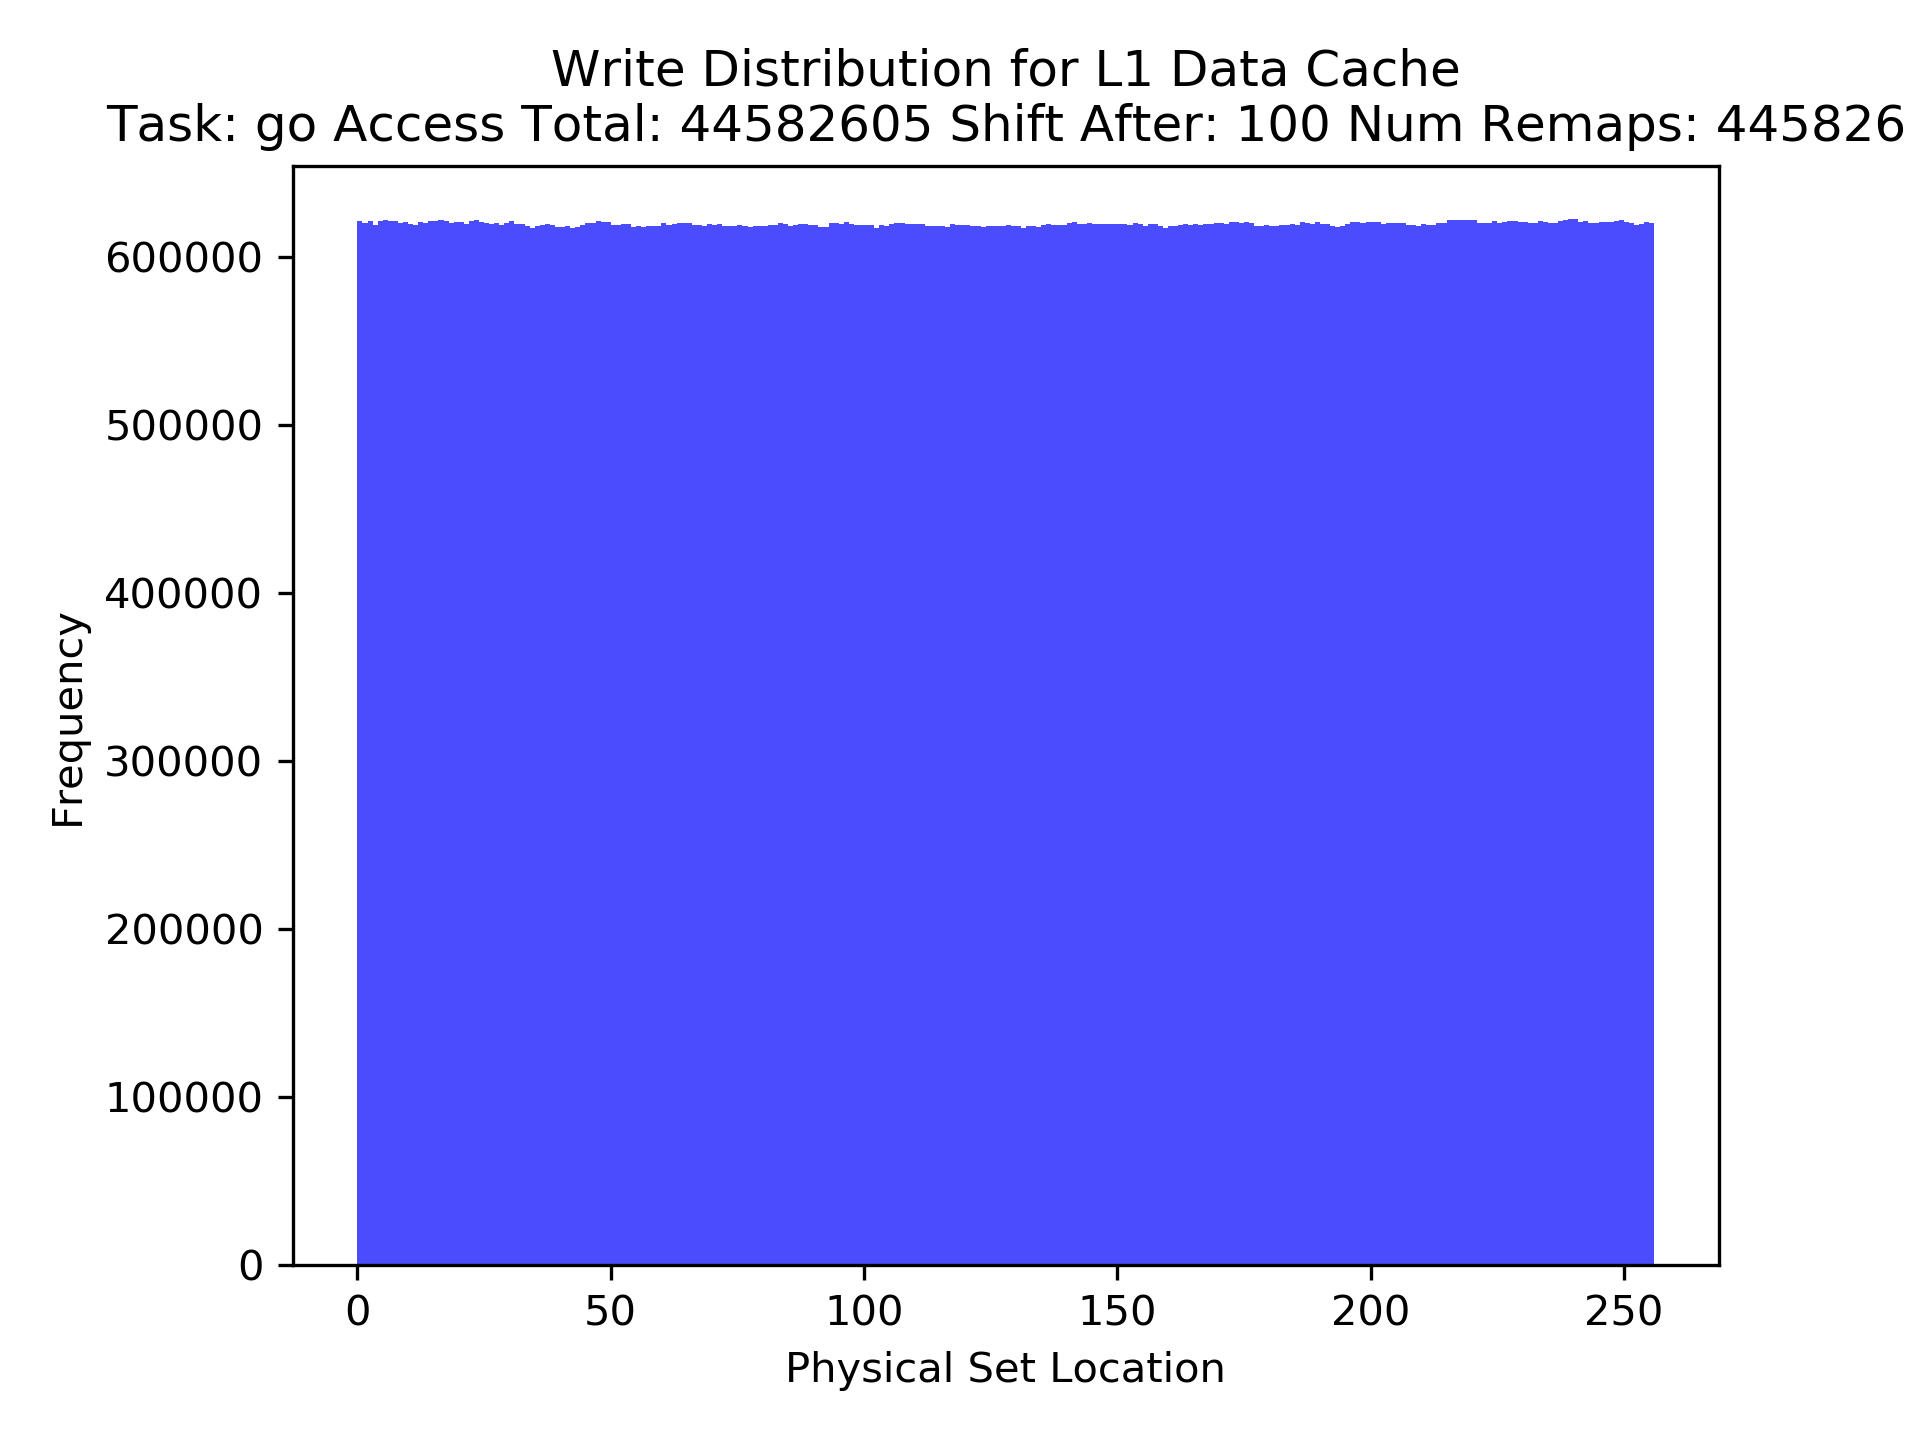 Write Distribution for L1 Data Cache
Task: go Access Total: 44582605 Shift After: 100 Num Remaps: 445826
600000
500000
400000
300000
200000
100000
0
Frequency
0 50 100 150 200 250
Physical Set Location